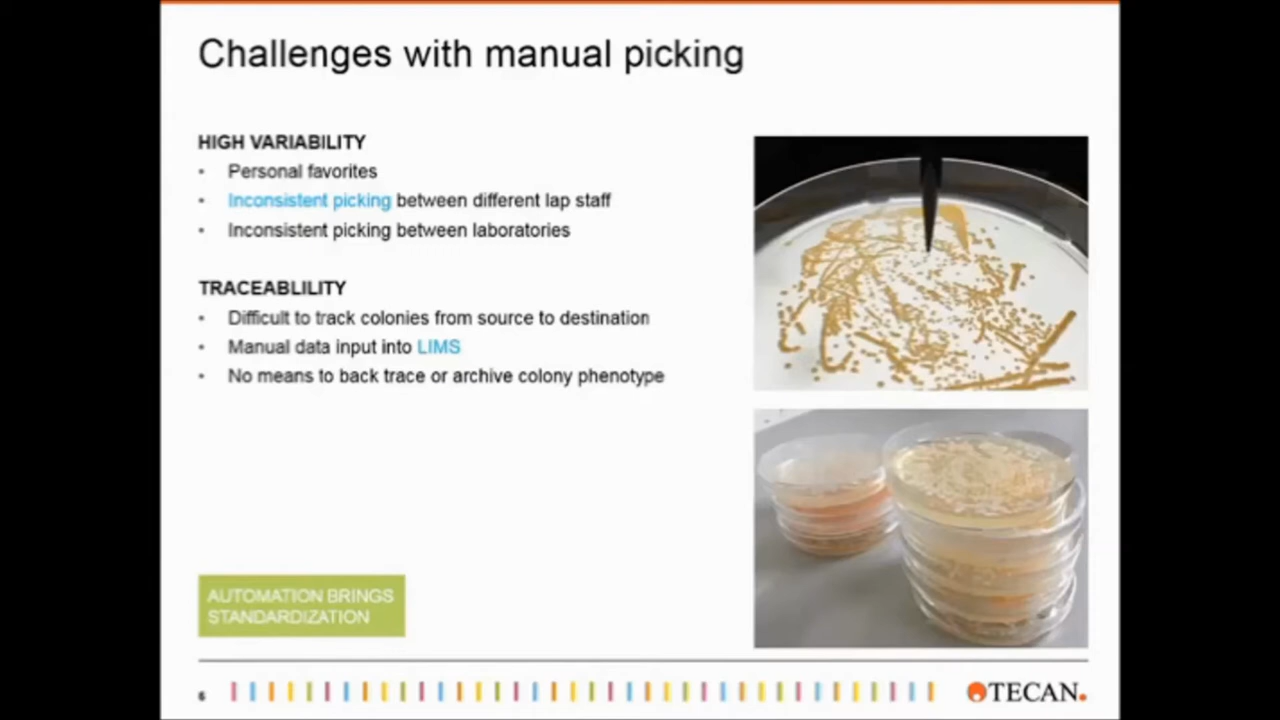 Challenges with manual picking
HIGH VARIABILITY
• Personal favorites
• Inconsistent picking between different lap staff
• Inconsistent picking between laboratories
TRACEABLILITY
• Difficult to track colonies from source to destination
• Manual data input into LIMS
• No means to back trace or archive colony phenotype
AUTOMATION BRINGS
STANDARDIZATION
6
TECAN.